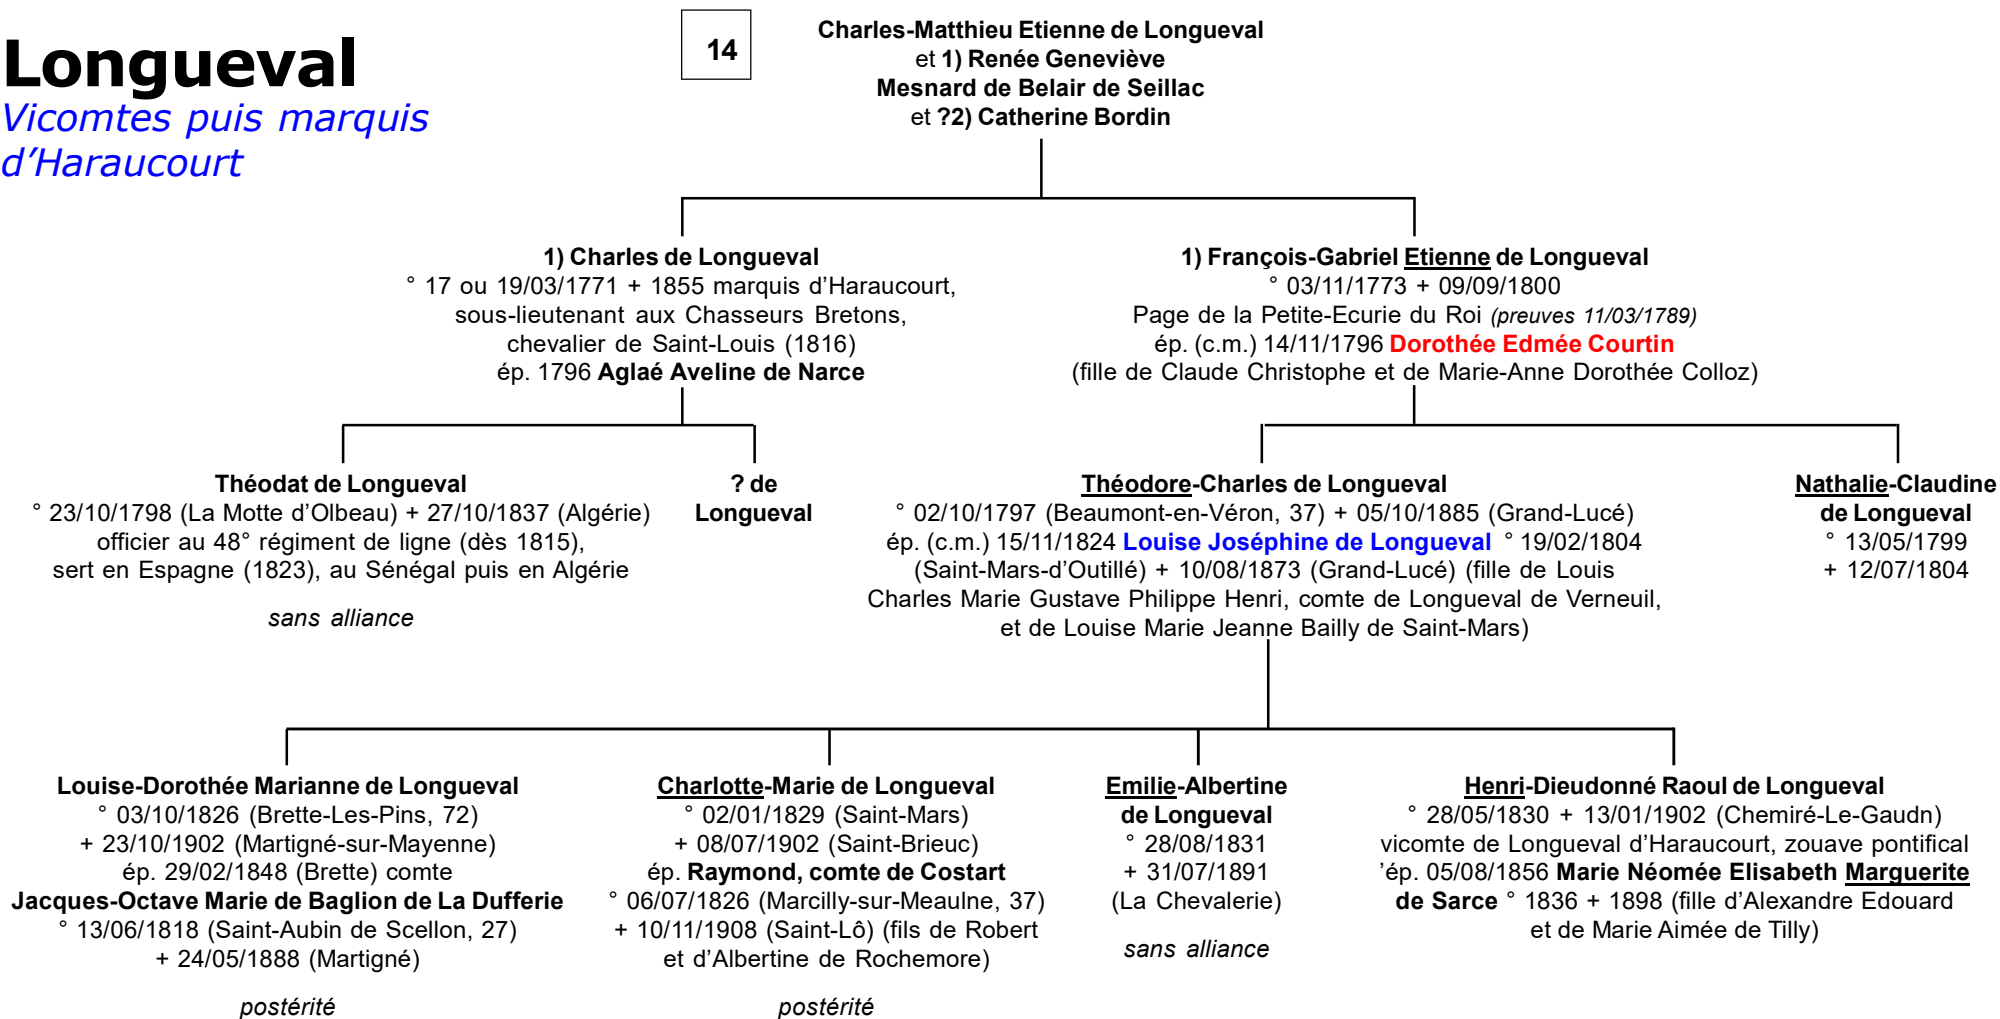 Longueval
Vicomtes puis marquis
d’Haraucourt
14
Charles-Matthieu Etienne de Longueval
et 1) Renée Geneviève
Mesnard de Belair de Seillac
et ?2) Catherine Bordin
1) Charles de Longueval
° 17 ou 19/03/1771 + 1855 marquis d’Haraucourt,
sous-lieutenant aux Chasseurs Bretons,
chevalier de Saint-Louis (1816)
ép. 1796 Aglaé Aveline de Narce
1) François-Gabriel Etienne de Longueval
° 03/11/1773 + 09/09/1800
Page de la Petite-Ecurie du Roi (preuves 11/03/1789)
ép. (c.m.) 14/11/1796 Dorothée Edmée Courtin
(fille de Claude Christophe et de Marie-Anne Dorothée Colloz)
Théodat de Longueval
° 23/10/1798 (La Motte d’Olbeau) + 27/10/1837 (Algérie)
officier au 48° régiment de ligne (dès 1815),
sert en Espagne (1823), au Sénégal puis en Algérie
sans alliance
? de
Longueval
Théodore-Charles de Longueval
° 02/10/1797 (Beaumont-en-Véron, 37) + 05/10/1885 (Grand-Lucé)
ép. (c.m.) 15/11/1824 Louise Joséphine de Longueval ° 19/02/1804
(Saint-Mars-d’Outillé) + 10/08/1873 (Grand-Lucé) (fille de Louis
Charles Marie Gustave Philippe Henri, comte de Longueval de Verneuil,
et de Louise Marie Jeanne Bailly de Saint-Mars)
Nathalie-Claudine
de Longueval
° 13/05/1799
+ 12/07/1804
Louise-Dorothée Marianne de Longueval
° 03/10/1826 (Brette-Les-Pins, 72)
+ 23/10/1902 (Martigné-sur-Mayenne)
ép. 29/02/1848 (Brette) comte
Jacques-Octave Marie de Baglion de La Dufferie
° 13/06/1818 (Saint-Aubin de Scellon, 27)
+ 24/05/1888 (Martigné)
postérité
Charlotte-Marie de Longueval
° 02/01/1829 (Saint-Mars)
+ 08/07/1902 (Saint-Brieuc)
ép. Raymond, comte de Costart
° 06/07/1826 (Marcilly-sur-Meaulne, 37)
+ 10/11/1908 (Saint-Lô) (fils de Robert
et d’Albertine de Rochemore)
postérité
Emilie-Albertine
de Longueval
° 28/08/1831
+ 31/07/1891
(La Chevalerie)
sans alliance
Henri-Dieudonné Raoul de Longueval
° 28/05/1830 + 13/01/1902 (Chemiré-Le-Gaudn)
vicomte de Longueval d’Haraucourt, zouave pontifical
’ép. 05/08/1856 Marie Néomée Elisabeth Marguerite
de Sarce ° 1836 + 1898 (fille d’Alexandre Edouard
et de Marie Aimée de Tilly)